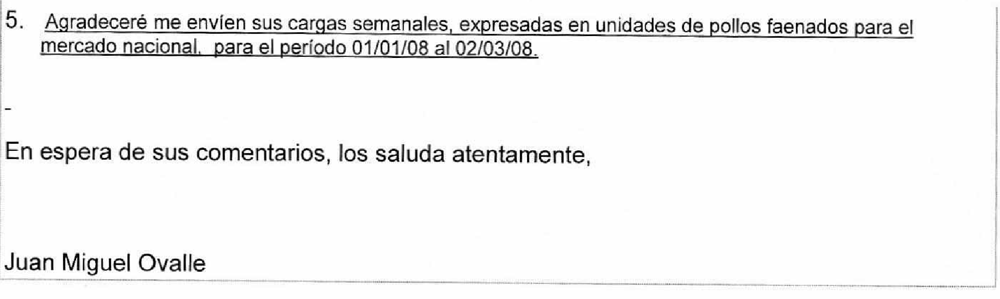 5. Agradeceré me envíen sus cargas semanales, expresadas en unidades de pollos faenados para el
mercado nacional, para el período 01/01/08 al 02/03/08.
-
En espera de sus comentarios, los saluda atentamente,
Juan Miguel Ovalle